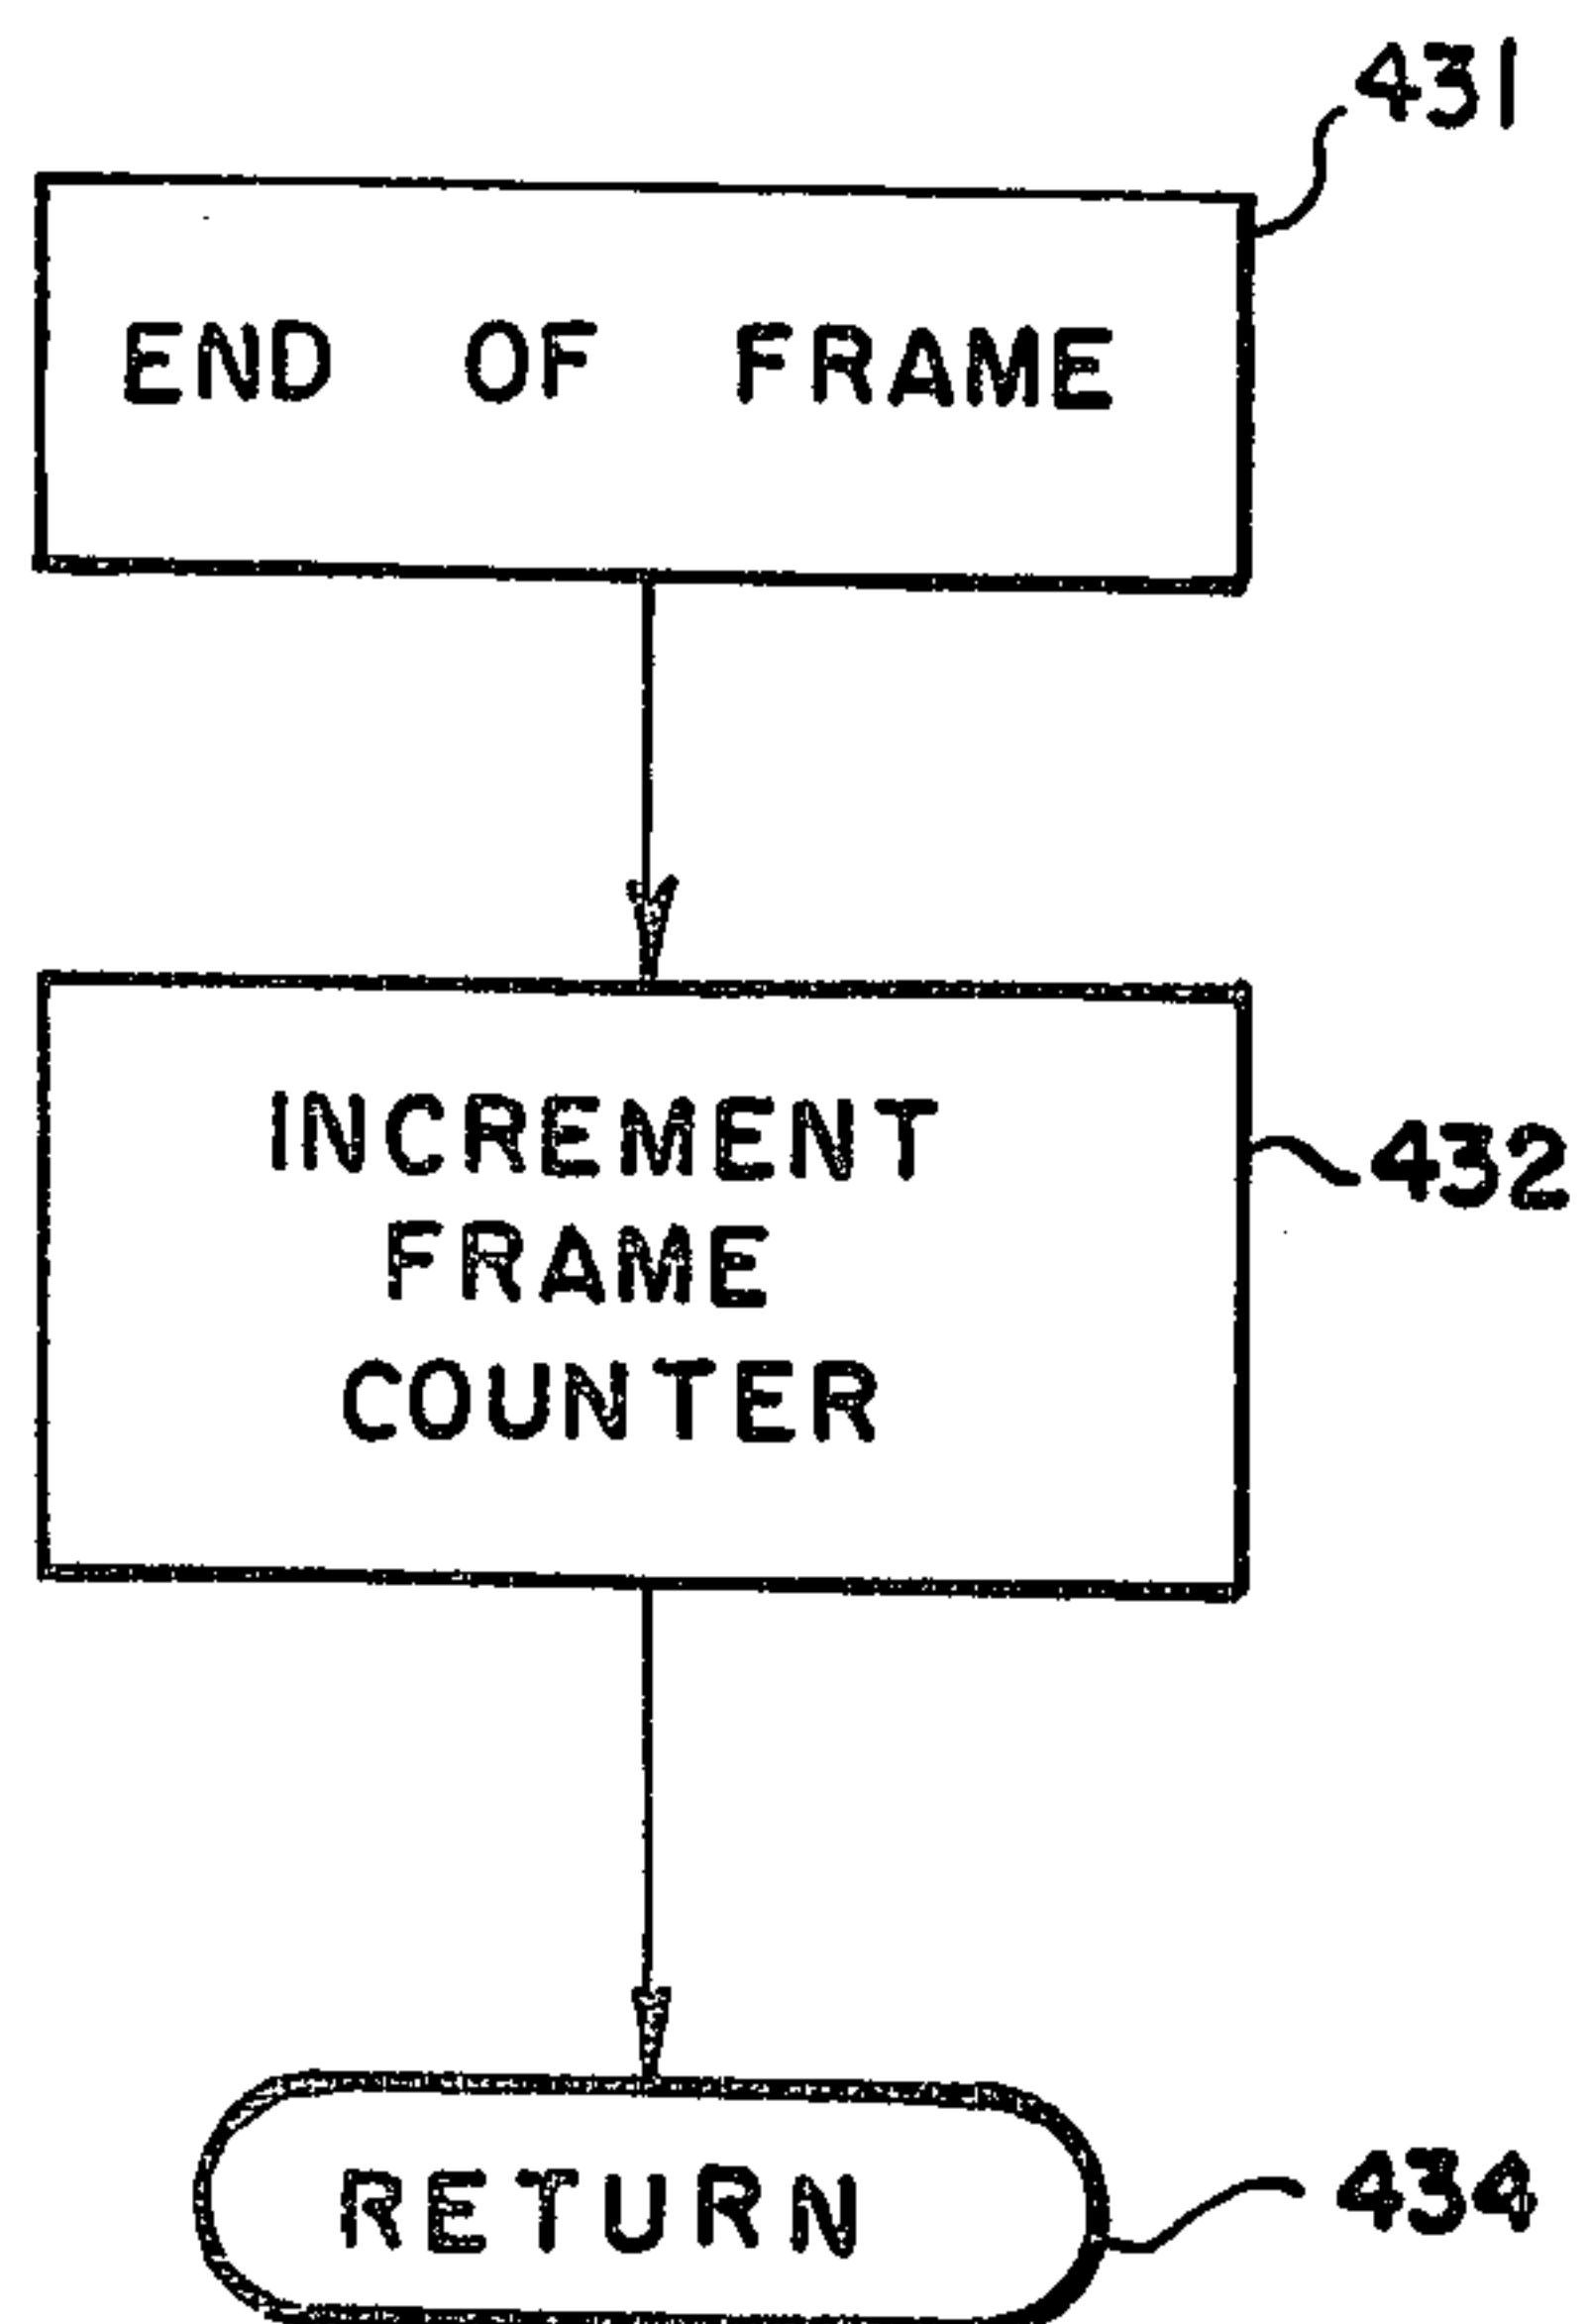 431
END OF FRAME
INCREMENT
FRAME
COUNTER
432
RETURN
434